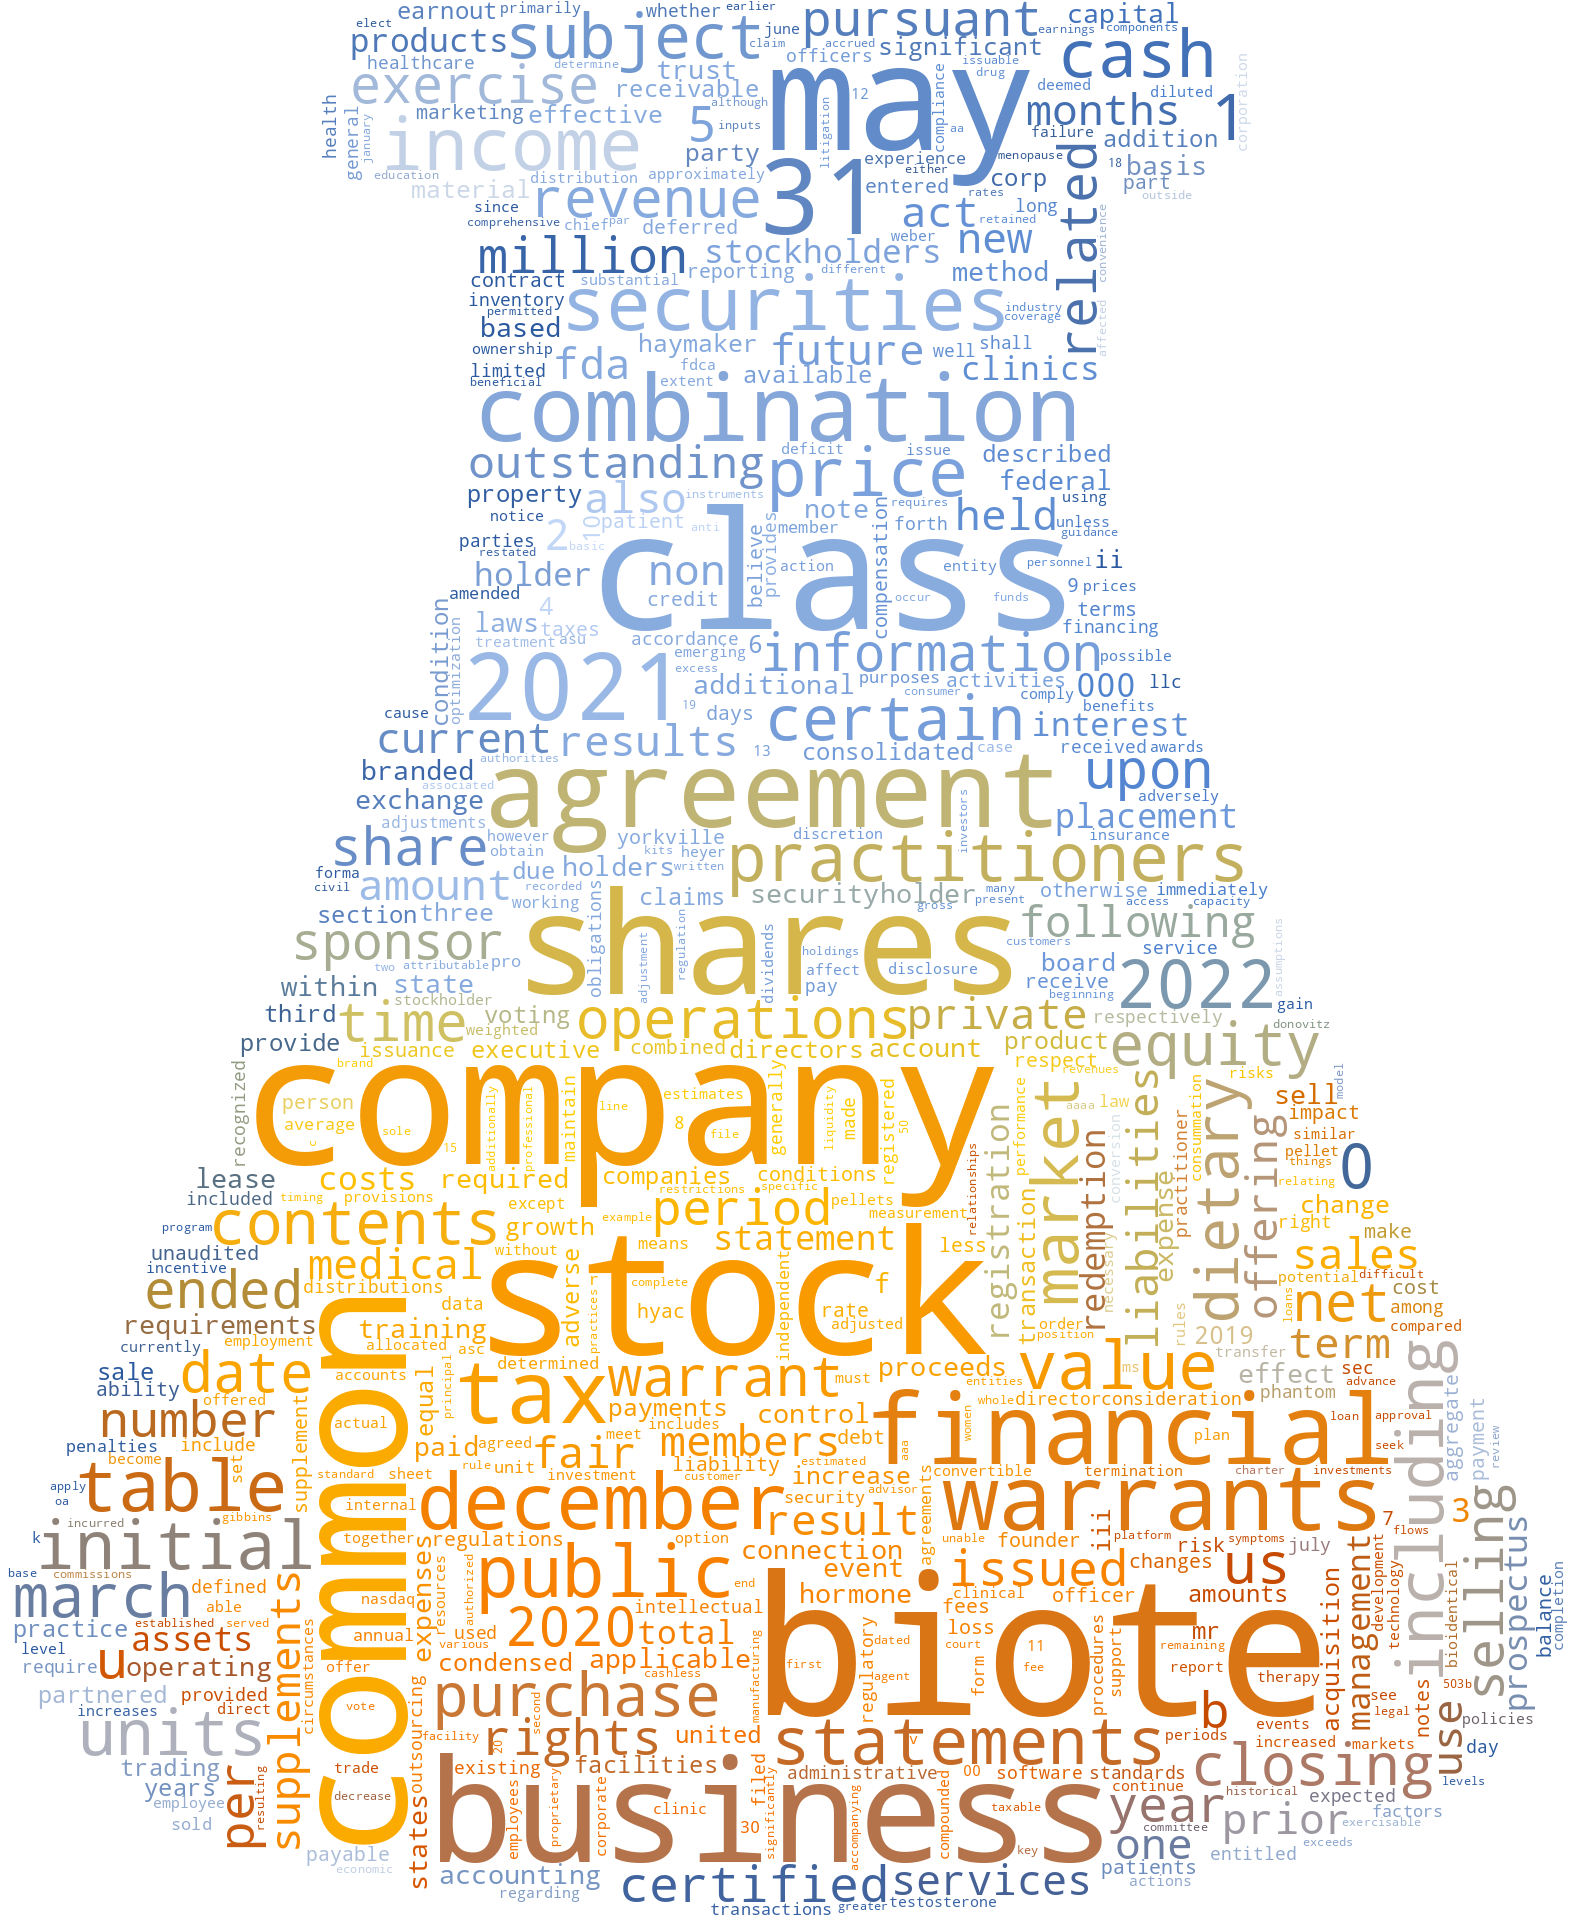 elect earnout primarily whether earlier
products subject june pursuant capital
healthcare determine claim accrued earnings components
exercise trust officers significant cash
receivable although issuable drug deemed diluted corporation
health general january marketing effective 5 inputs may 12 compliance months 1
income litigation aa failure addition
education party experience menopause 18 basis
material distribution approximately either corp part
since revenue 31 entered rates long related outside
comprehensive chief par deferred act retained convenience
million stockholders weber new
contract substantial reporting different method
inventory securities industry
permitted coverage
based haymaker future shall affected
ownership fda fdca well
limited extent available clinics
beneficial combination
outstanding deficit issue described
property also instruments price requires federal
notice 10 patient note held using
parties 2 anti member forth unless
restated basic believe provides guidance
holder non action compensation entity personnel ii
amended class credit occur funds 9 prices
4 terms
condition laws taxes accordance 6 financing
optimization treatment asu emerging information possible
2021 excess additional purposes activities 000 llc
cause 19 days consumer comply benefits
current results certain interest
authorities 13 consolidated case received awards
branded agreement upon
associated adversely
exchange adjustments yorkville discretion investors placement
share however kits heyer practitioners insurance
forma obtain due holders written
civil amount recorded claims securityholder many otherwise immediately
section three working gross present access capacity
sponsor shares following
two attributable pro obligations adjustment regulation dividends holdings customers service assumptions
within state affect disclosure board 2022
stockholder pay receive beginning gain
third time voting operations private respectively donovitz
provide weighted
issuance executive combined directors account product equity
recognized brand company respect revenues risks model
person additionally professional maintain line estimates generally liquidity made registered aaaa law sell
average sole 8 file 50 performance market impact
c 15 conversion consummation similar
lease costs required companies conditions relationships registration liabilities dietary offering pellet 0
included timing provisions restrictions specific redemption practitioner things relating
program contents except example period pellets measurement transaction expense change
growth right make
unaudited medical without means statement less necessary sales
incentive distributions adverse complete independent potential difficult
ended data practices stock hyac f rules loans net cost
requirements training rate order 2019 among
currently employment allocated asc adjusted position transfer term compared
sale date accounts determined proceeds ms effect sec
ability offered equal principal tax warrant must entities value phantom advance
number supplement actual payments includes control whole director consideration loan approval
penalties include paid agreed fair meet members debt aaa women financial plan seek including
become set standard sheet rule unit investment liability customer estimated convertible termination charter investments aggregated payment review
apply table common internal december increase advisor warrants 3
oa gibbins security agreements 7
incurred together regulations option result unable founder iii platform symptoms flows selling
k initial connection risk july prospectus
base commissions supplements expenses public end event issued changes us management development
march defined nasdaq authorized hormone clinical officer amounts technology
able 2020 intellectual biote fees
practice established served annual used total loss court 11 procedures mr acquisition bioidentical balance completion
level assets various regulatory dated remaining
require u operating circumstances offer condensed applicable first form fee support report therapy
partnered provided outsourcing cashless manufacturing agent b see 503b
increases direct vote purchase notes legal policies
units facility second rights united v statements periods events use day
20 increased markets
trading trade existing facilities administrative 00 software standards closing levels
years per resulting decrease states employees proprietary corporate filed significantly accompanying compounded continue historical expected
employee clinic business taxable year factors
sold 30 committee prior exercisable
payable key one entitled exceeds
economic accounting certified services patients
regarding actions
transactions greater testosterone